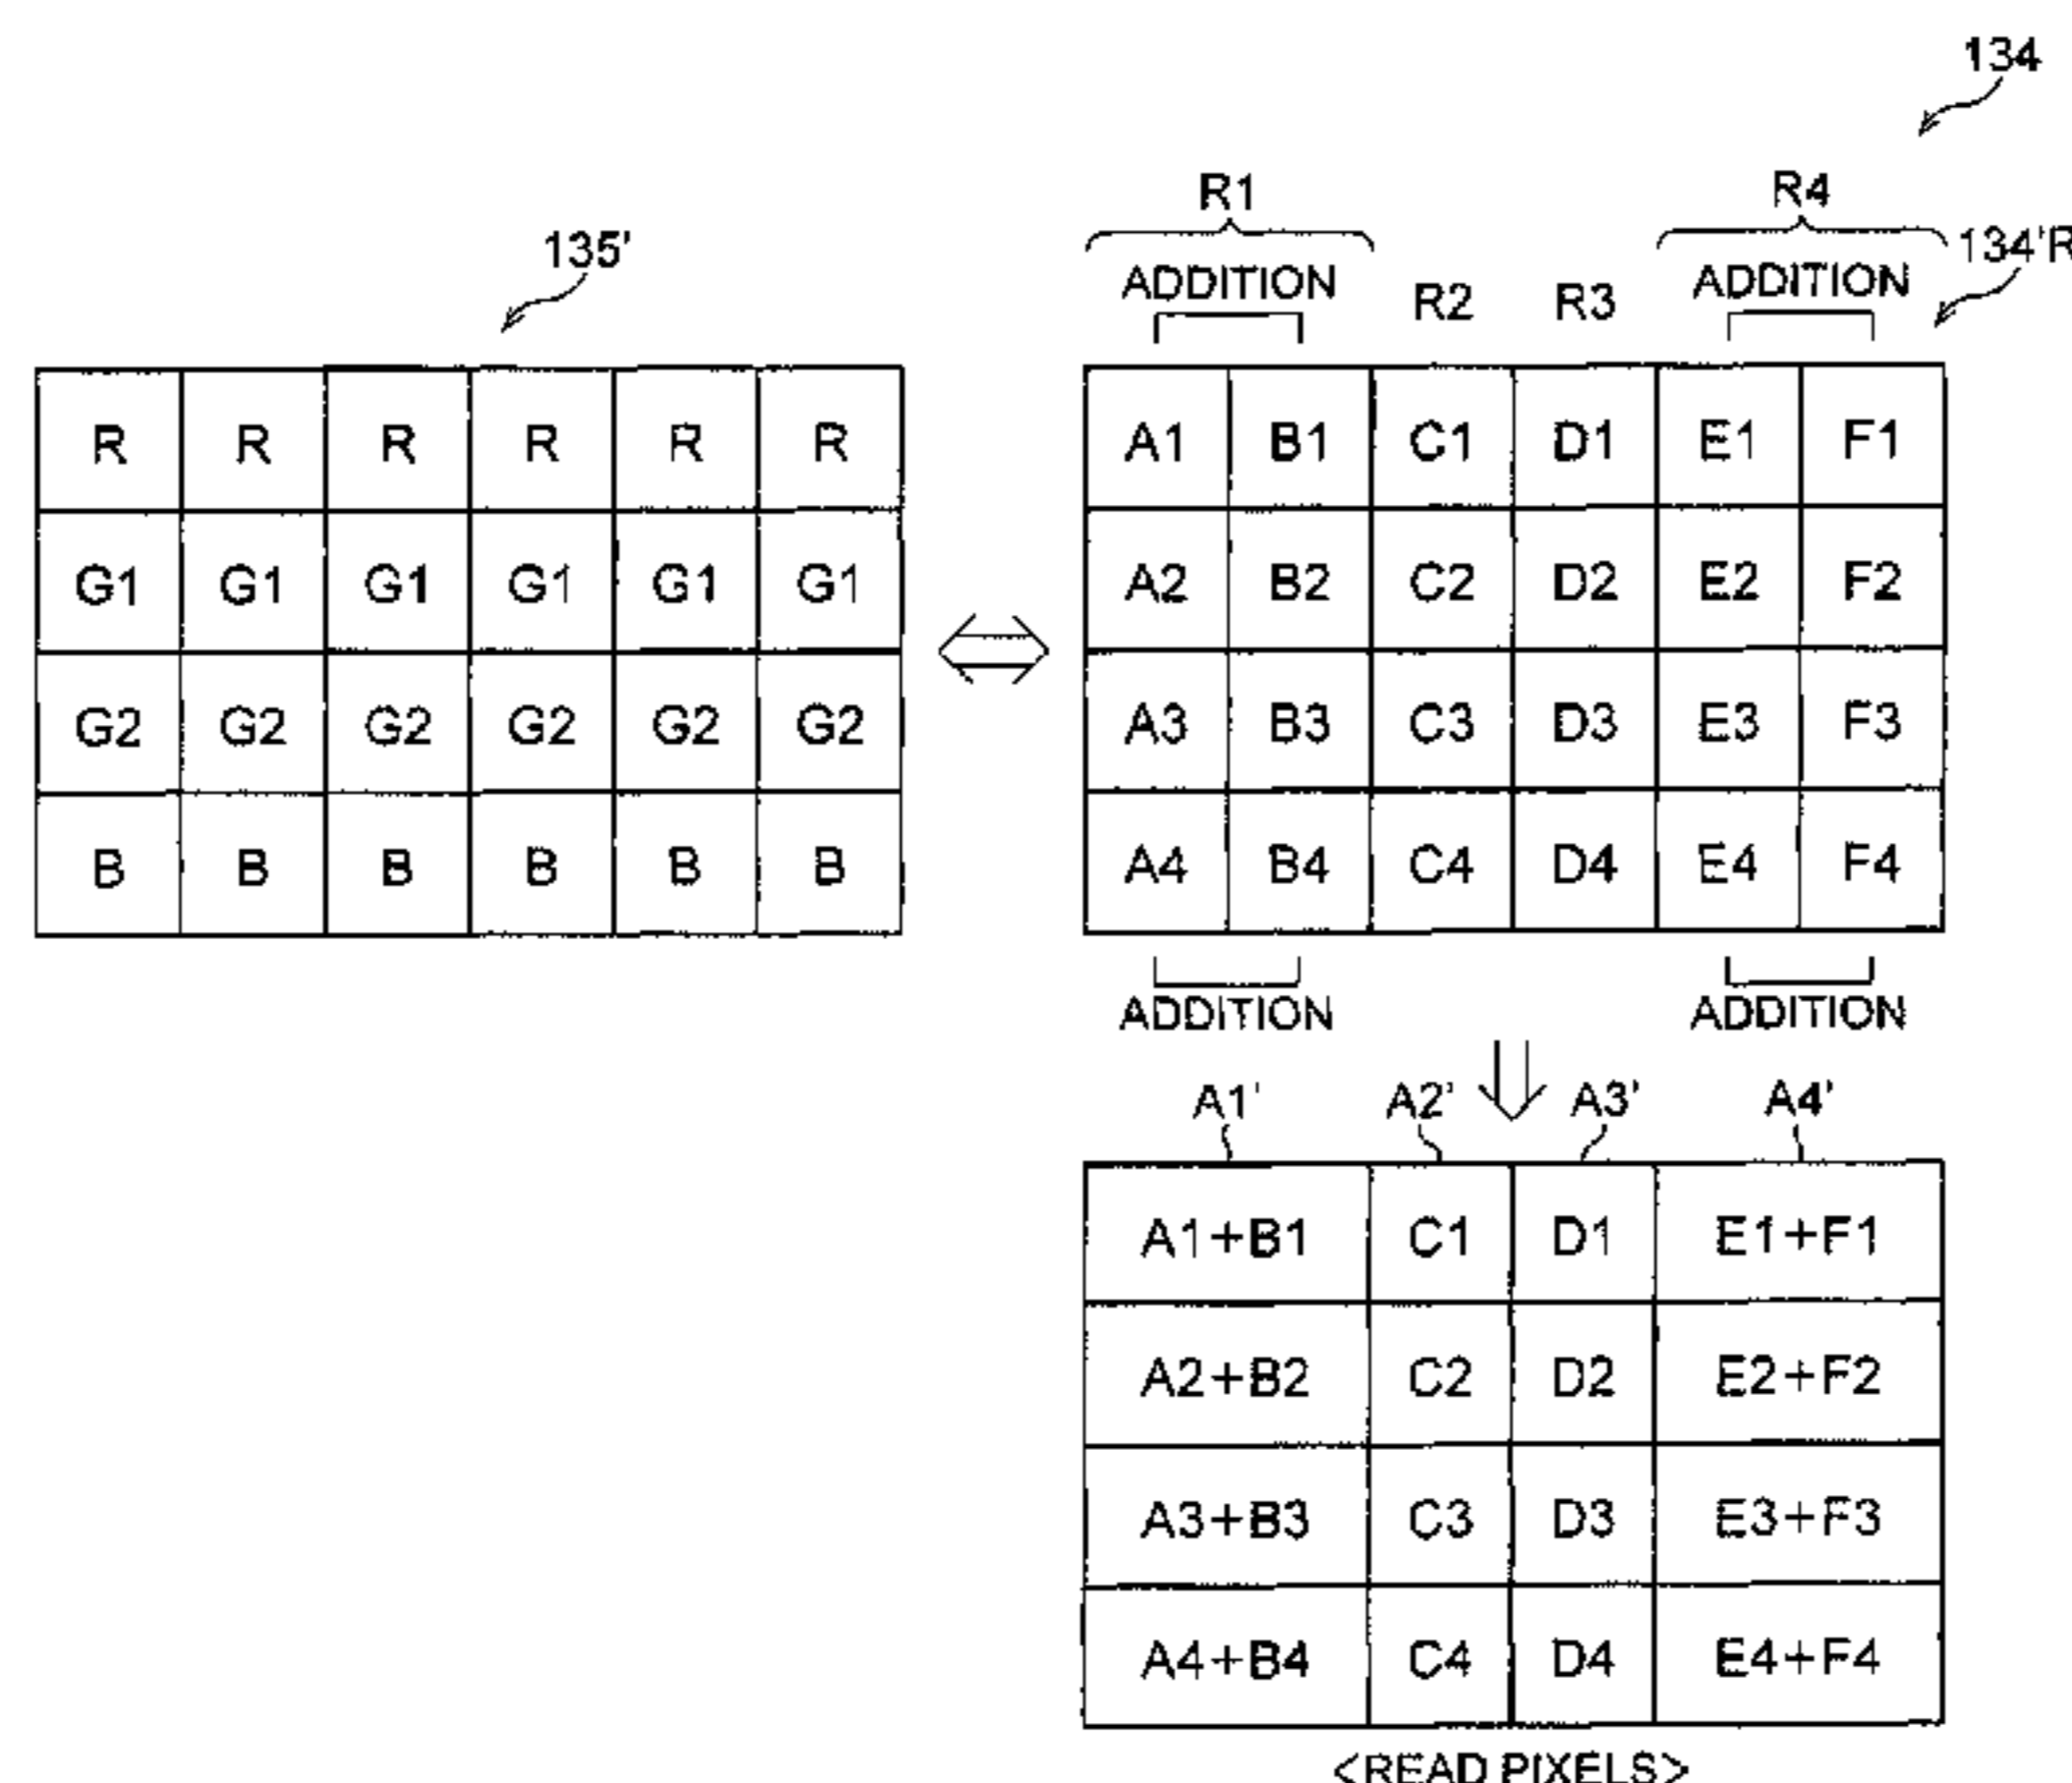 134
R1 R4
135' 134'R
ADDITION R2 R3 ADDITION
R R R R R R
G1 G1 G1 G1 G1 G1
G2 G2 G2 G2 G2 G2
B B B B B B
A1 B1 C1 D1 E1 F1
A2 B2 C2 D2 E2 F2
A3 B3 C3 D3 E3 F3
A4 B4 C4 D4 E4 F4
ADDITION ADDITION
A1' A2' A3' A4'
A1+B1 C1 D1 E1+F1
A2+B2 C2 D2 E2+F2
A3+B3 C3 D3 E3+F3
A4+B4 C4 D4 E4+F4
<READ PIXELS>